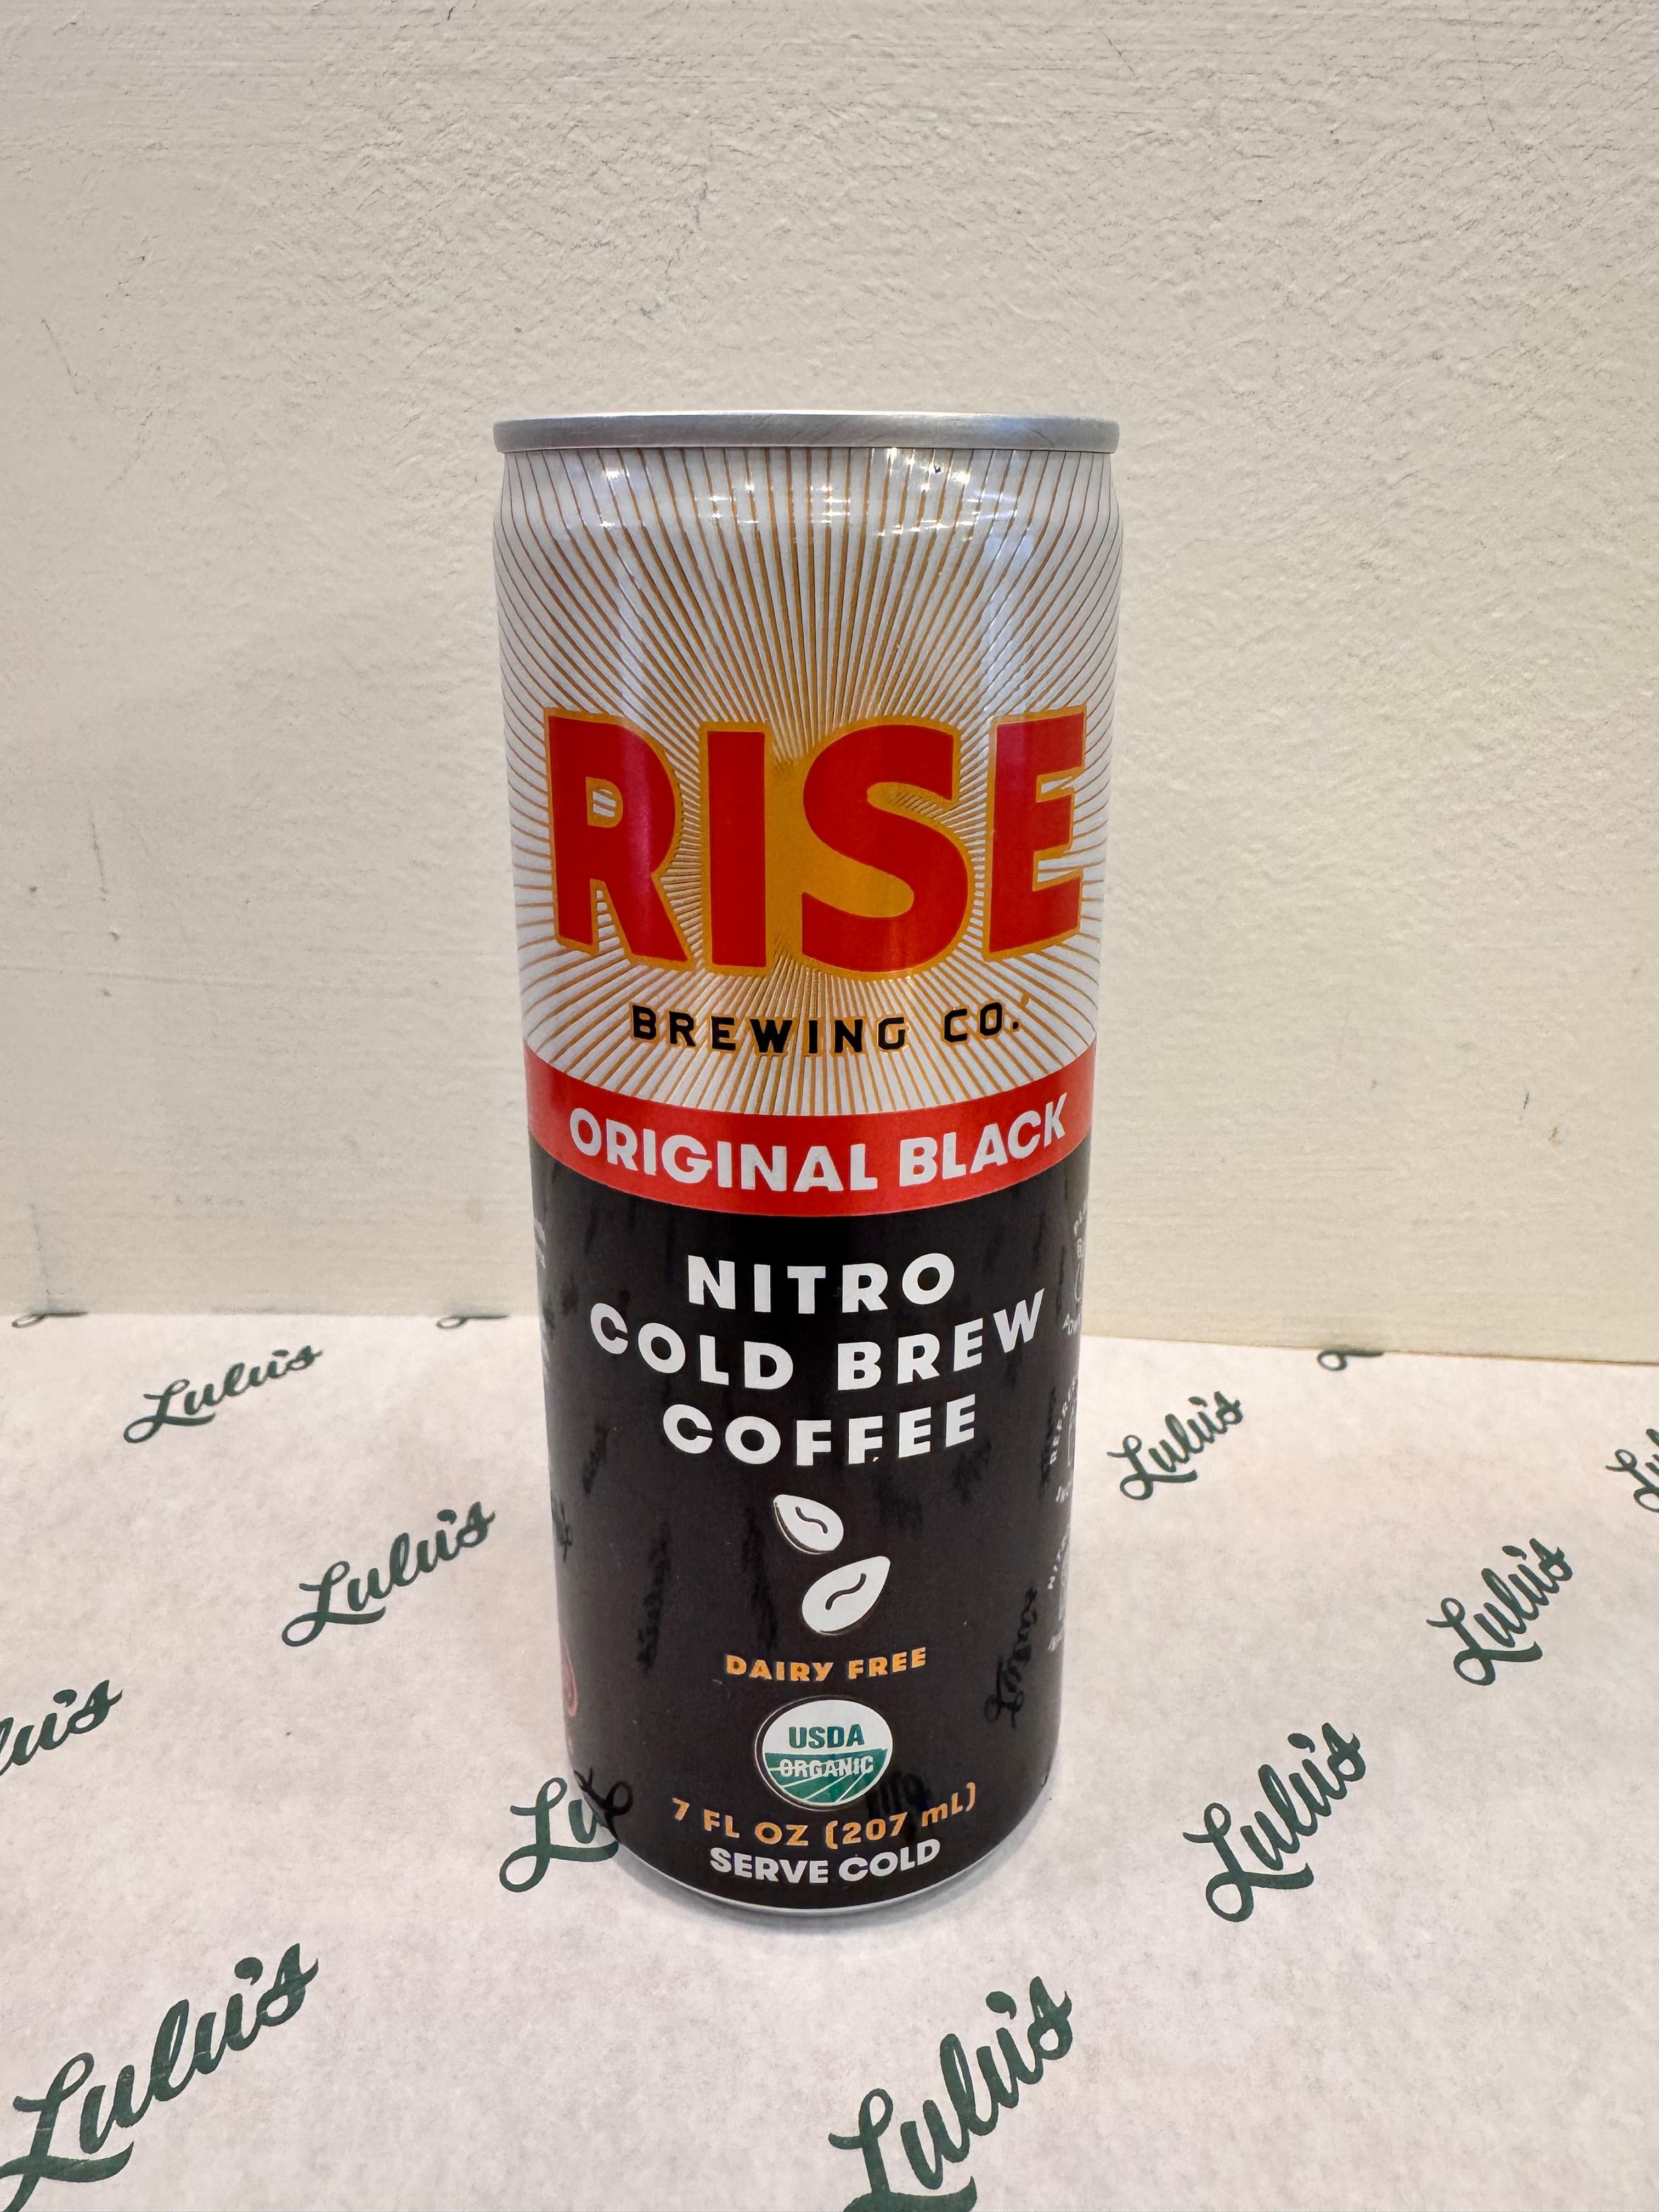 RISE
BREWING CO.
ORIGINAL BLACK
NITRO
COLD BREW
COFFEE
DAIRY FREE
USDA
ORGANIC
7 FL OZ (207 mL)
SERVE COLD
Lulu's
Lulu's
Lulu's
Lulu's
Lulu's
Lulu's
Lulu's